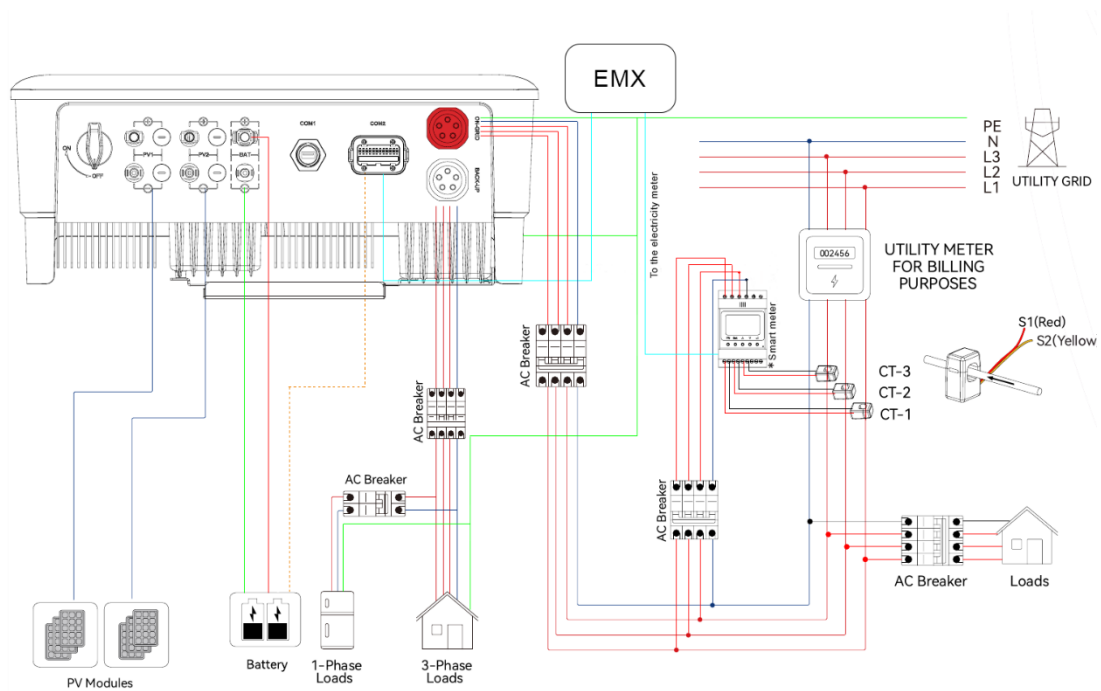 EMX
CON1
CON2
ON-GRID
BACK-UP
ON
OFF
PV1
PV2
BAT
PE
N
L3
L2
L1
UTILITY GRID
To the electricity meter
002456
UTILITY METER
FOR BILLING
PURPOSES
* Smart meter
S1(Red)
S2(Yellow
CT-3
CT-2
CT-1
AC Breaker
AC Breaker
AC Breaker
AC Breaker
AC Breaker
Loads
Battery
1-Phase
Loads
3-Phase
Loads
PV Modules